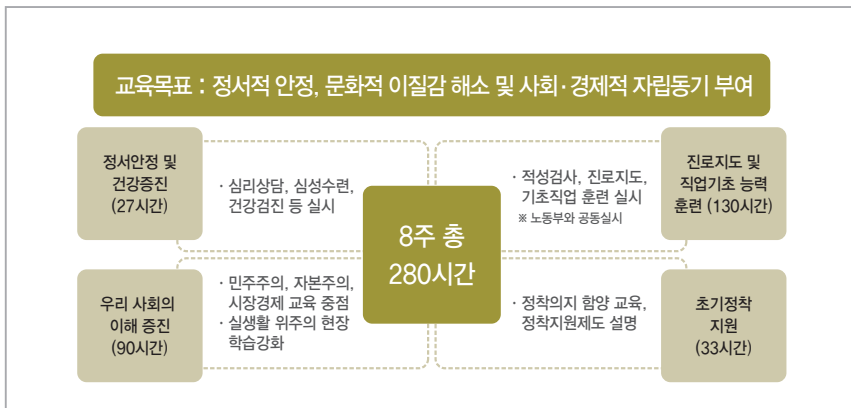 교육목표 : 정서적 안정, 문화적 이질감 해소 및 사회·경제적 자립동기 부여
정서안정 및
건강증진
(27시간)
· 심리상담, 심성수련,
건강검진 등 실시
· 적성검사, 진로지도,
기초직업 훈련 실시
※ 노동부와 공동실시
진로지도 및
직업기초 능력
훈련 (130시간)
8주 총
280시간
우리 사회의
이해 증진
(90시간)
· 민주주의, 자본주의,
시장경제 교육 중점
· 실생활 위주의 현장
학습강화
· 정착의지 함양 교육,
정착지원제도 설명
초기정착
지원
(33시간)